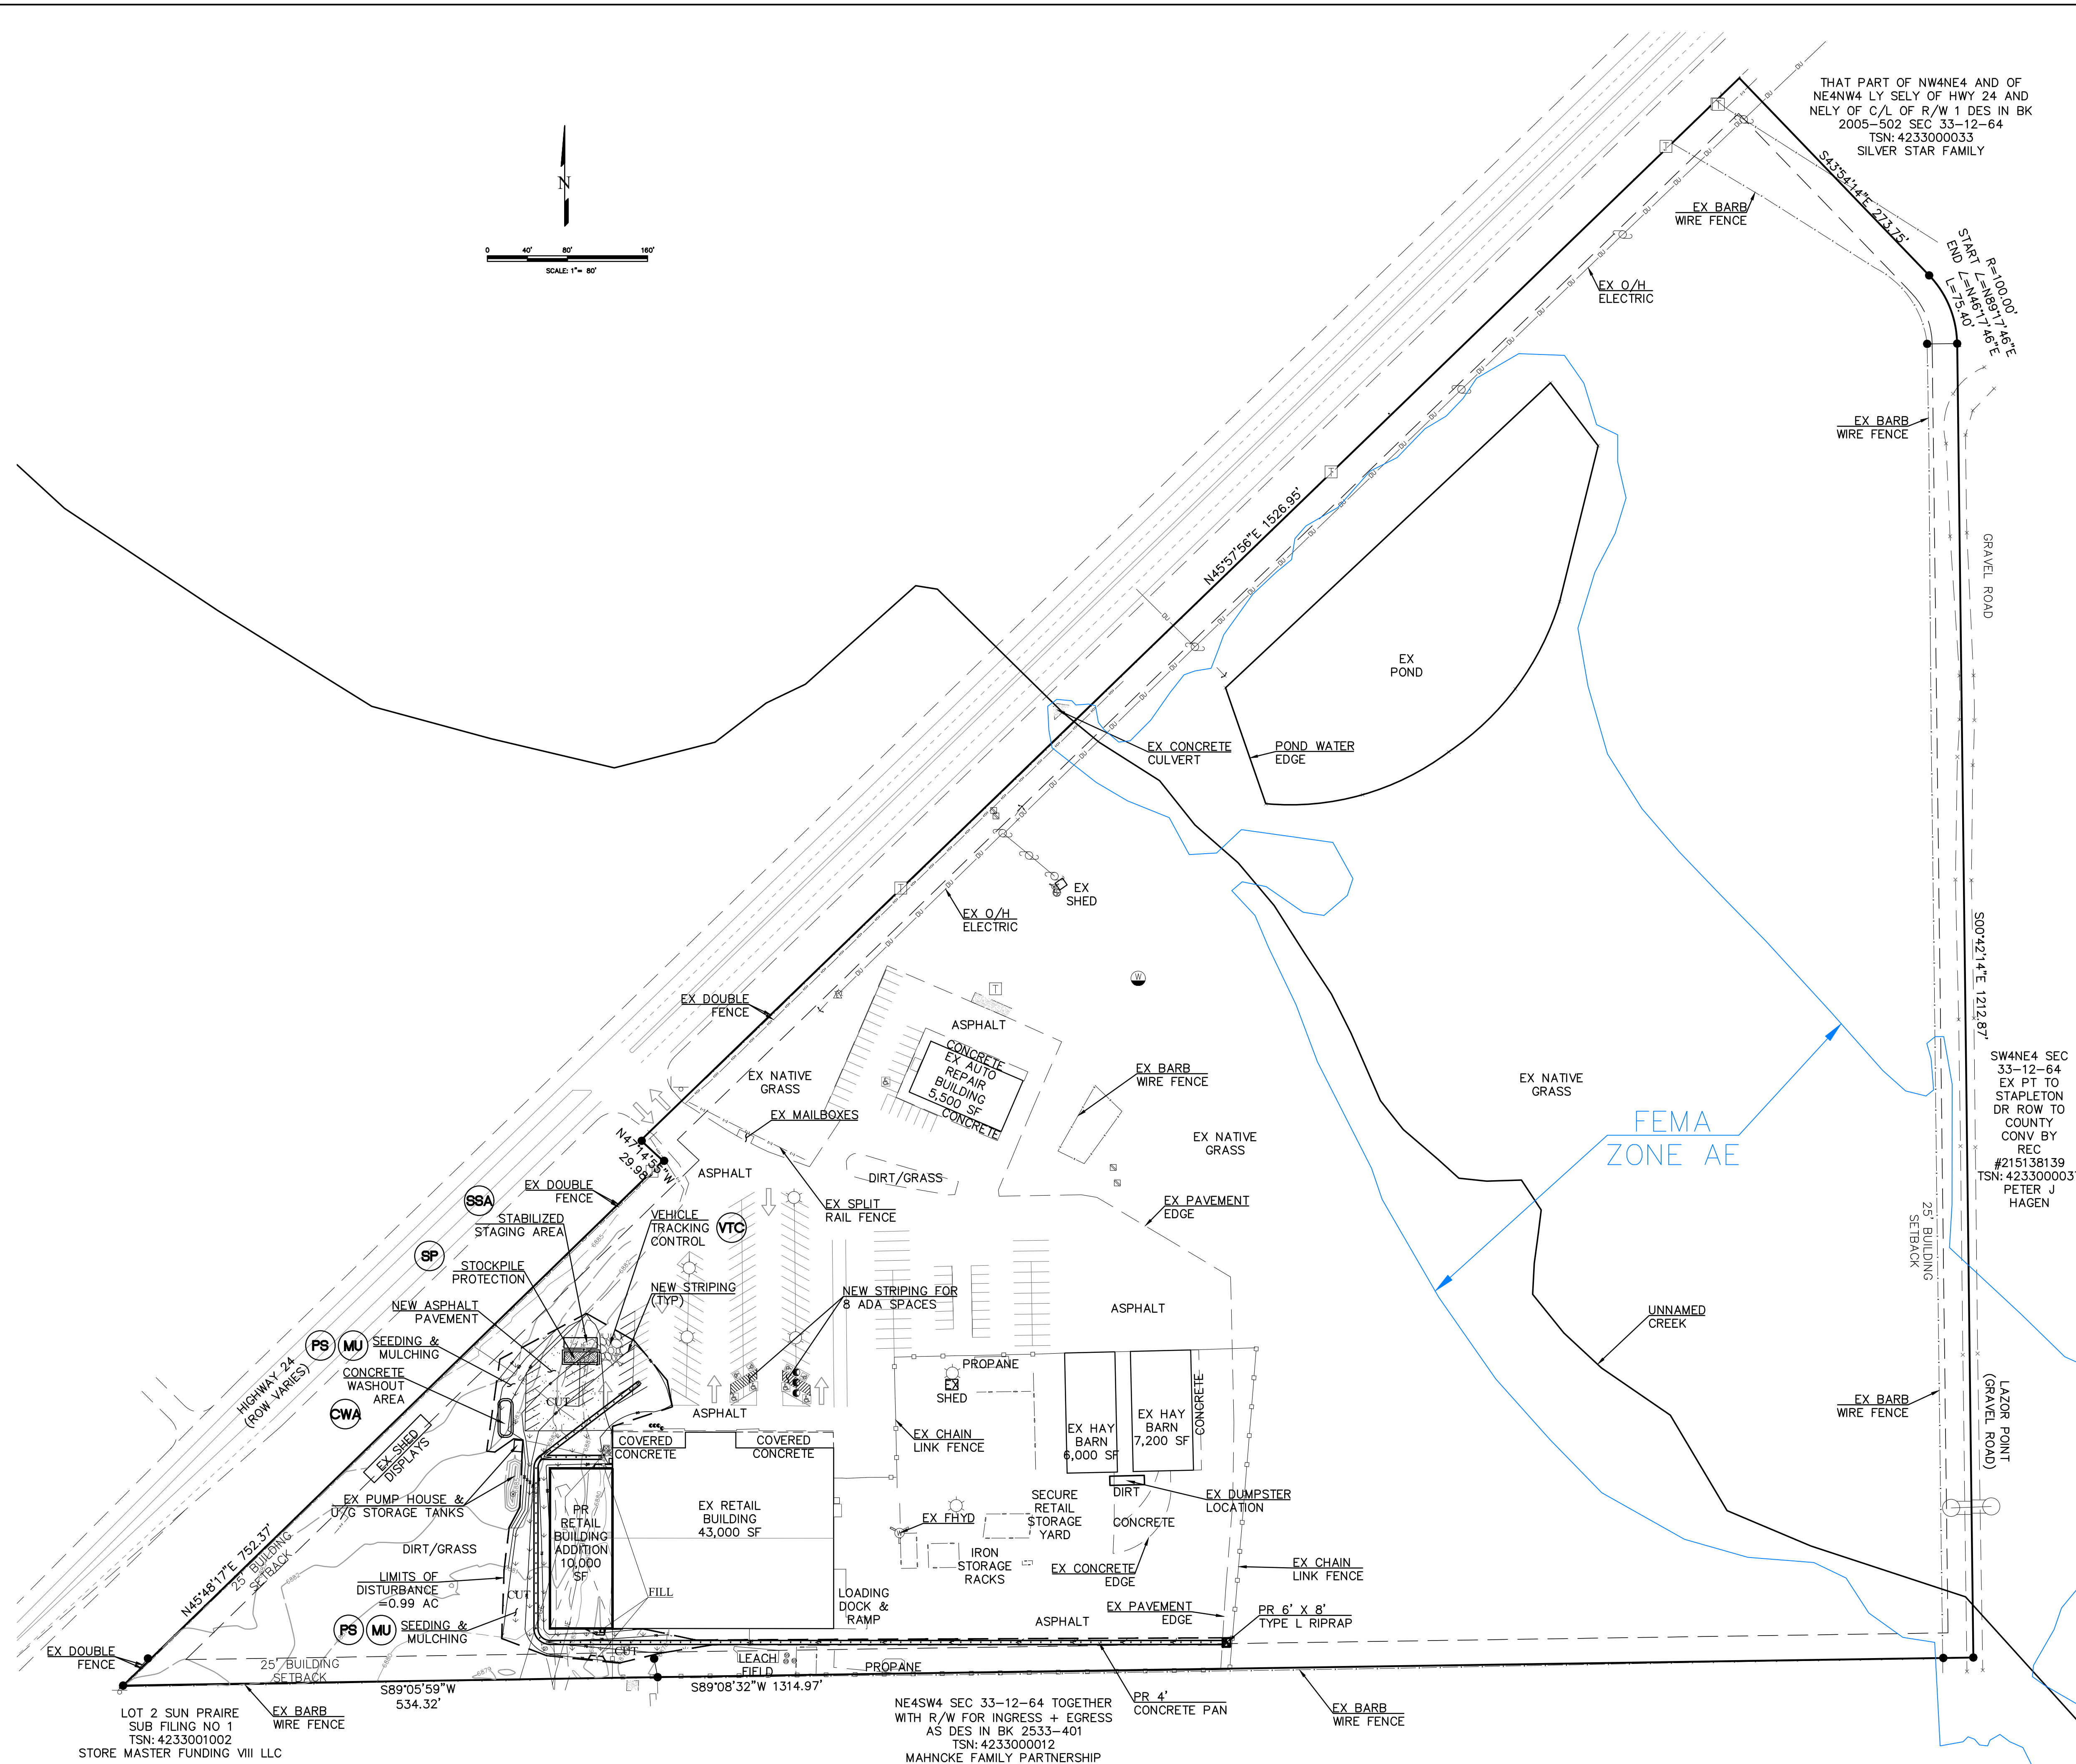 THAT PART OF NW4NE4 AND OF
NE4NW4 LY SELY OF HWY 24 AND
NELY OF C/L OF R/W 1 DES IN BK
2005-502 SEC 33-12-64
TSN: 4233000033
SILVER STAR FAMILY
N
0 40' 80' 160'
SCALE: 1"= 80'
S43°54'14"E 273.75'
EX BARB
WIRE FENCE
R=100.00'
START ∠=N89°17'46"E
END ∠=N46°17'46"E
L=75.40'
EX O/H
ELECTRIC
EX BARB
WIRE FENCE
GRAVEL ROAD
N45°57'56"E 1526.95'
EX
POND
EX CONCRETE
CULVERT
POND WATER
EDGE
EX
SHED
EX O/H
ELECTRIC
W
T
T
T
T
T
S00°42'14"E 1212.87'
EX DOUBLE
FENCE
ASPHALT
CONCRETE
EX AUTO
REPAIR
BUILDING
5,500 SF
CONCRETE
EX BARB
WIRE FENCE
EX NATIVE
GRASS
EX MAILBOXES
EX NATIVE
GRASS
EX NATIVE
GRASS
FEMA
ZONE AE
SW4NE4 SEC
33-12-64
EX PT TO
STAPLETON
DR ROW TO
COUNTY
CONV BY
REC
#215138139
PETER J
HAGEN
N47°14'55"W
29.98'
ASPHALT
DIRT/GRASS
EX DOUBLE
FENCE
SSA
STABILIZED
STAGING AREA
VEHICLE
TRACKING
CONTROL
VTC
EX SPLIT
RAIL FENCE
EX PAVEMENT
EDGE
25' BUILDING
SETBACK
SP
STOCKPILE
PROTECTION
NEW STRIPING
(TYP)
NEW STRIPING FOR
8 ADA SPACES
NEW ASPHALT
PAVEMENT
ASPHALT
UNNAMED
CREEK
PS
MU
SEEDING &
MULCHING
HIGHWAY 24
(ROW VARIES)
CONCRETE
WASHOUT
AREA
CWA
CUT
PROPANE
EX
SHED
CONCRETE
EX BARB
WIRE FENCE
LAZOR POINT
(GRAVEL ROAD)
ASPHALT
EX SHED
DISPLAYS
COVERED
CONCRETE
COVERED
CONCRETE
EX CHAIN
LINK FENCE
EX HAY
BARN
6,000 SF
EX HAY
BARN
7,200 SF
EX PUMP HOUSE &
U/G STORAGE TANKS
PR
RETAIL
BUILDING
ADDITION
10,000
SF
EX RETAIL
BUILDING
43,000 SF
EX FHYD
SECURE
RETAIL
STORAGE
YARD
DIRT
CONCRETE
EX DUMPSTER
LOCATION
N45°48'17"E 752.37'
25' BUILDING
SETBACK
DIRT/GRASS
IRON
STORAGE
RACKS
EX CONCRETE
EDGE
EX CHAIN
LINK FENCE
LIMITS OF
DISTURBANCE
=0.99 AC
CUT
FILL
LOADING
DOCK &
RAMP
EX PAVEMENT
EDGE
PR 6' X 8'
TYPE L RIPRAP
ASPHALT
PS
MU
SEEDING &
MULCHING
CUT
EX DOUBLE
FENCE
25' BUILDING
SETBACK
LEACH
FIELD
PROPANE
S89°05'59"W
534.32'
S89°08'32"W 1314.97'
PR 4'
CONCRETE PAN
EX BARB
WIRE FENCE
LOT 2 SUN PRAIRE
SUB FILING NO 1
TSN: 4233001002
STORE MASTER FUNDING VIII LLC
EX BARB
WIRE FENCE
NE4SW4 SEC 33-12-64 TOGETHER
WITH R/W FOR INGRESS + EGRESS
AS DES IN BK 2533-401
TSN: 4233000012
MAHNCKE FAMILY PARTNERSHIP